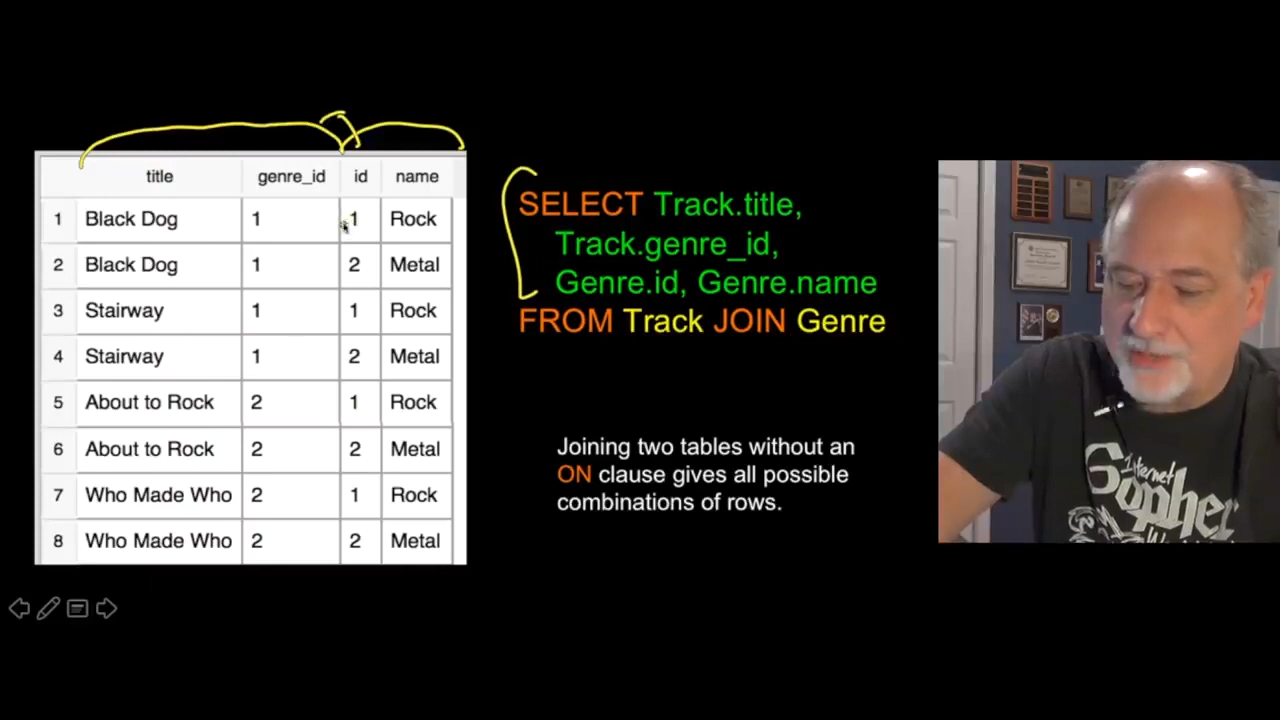 title genre_id id name
1 Black Dog 1 1 Rock
2 Black Dog 1 2 Metal
3 Stairway 1 1 Rock
4 Stairway 1 2 Metal
5 About to Rock 2 1 Rock
6 About to Rock 2 2 Metal
7 Who Made Who 2 1 Rock
8 Who Made Who 2 2 Metal
SELECT Track.title,
Track.genre_id,
Genre.id, Genre.name
FROM Track JOIN Genre
Joining two tables without an
ON clause gives all possible
combinations of rows.
Internet
Gopher